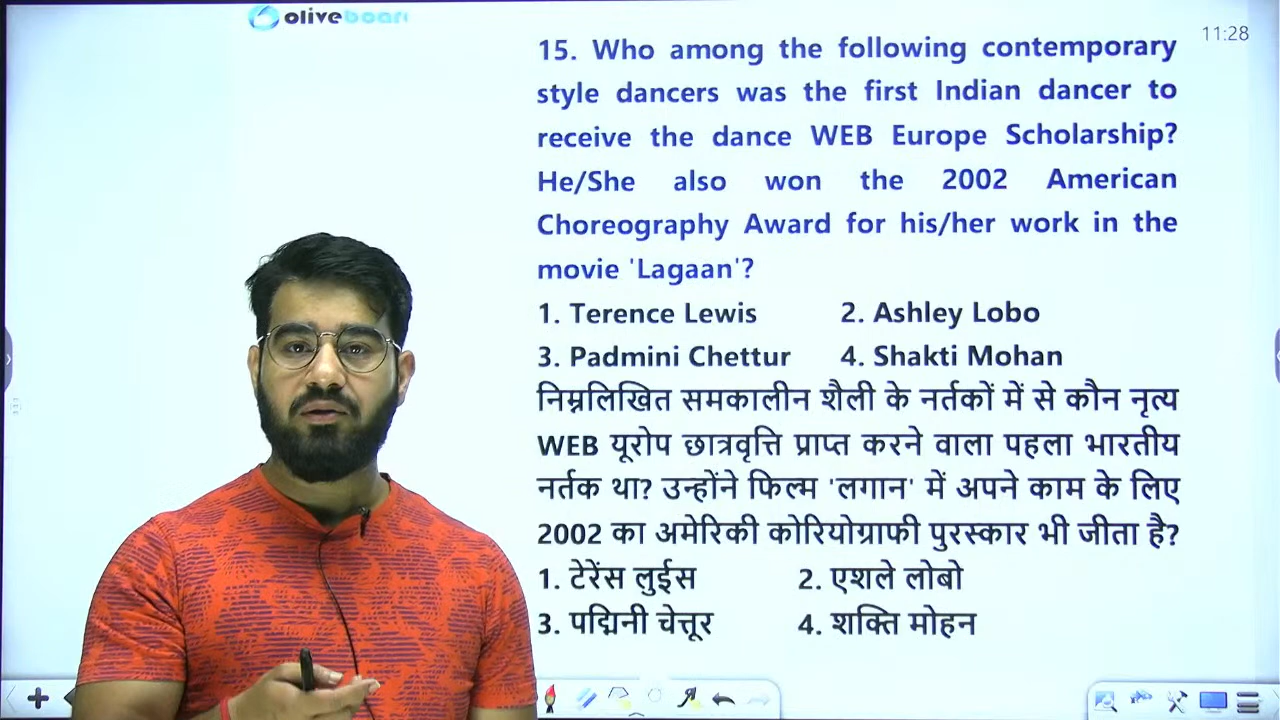 oliveboard
11:28
15. Who among the following contemporary
style dancers was the first Indian dancer to
receive the dance WEB Europe Scholarship?
He/She also won the 2002 American
Choreography Award for his/her work in the
movie 'Lagaan'?
1. Terence Lewis 2. Ashley Lobo
3. Padmini Chettur 4. Shakti Mohan
निम्नलिखित समकालीन शैली के नर्तकों में से कौन नृत्य
WEB यूरोप छात्रवृत्ति प्राप्त करने वाला पहला भारतीय
नर्तक था? उन्होंने फिल्म 'लगान' में अपने काम के लिए
2002 का अमेरिकी कोरियोग्राफी पुरस्कार भी जीता है?
1. टेरेंस लुईस 2. एशले लोबो
3. पद्मिनी चेत्तूर 4. शक्ति मोहन